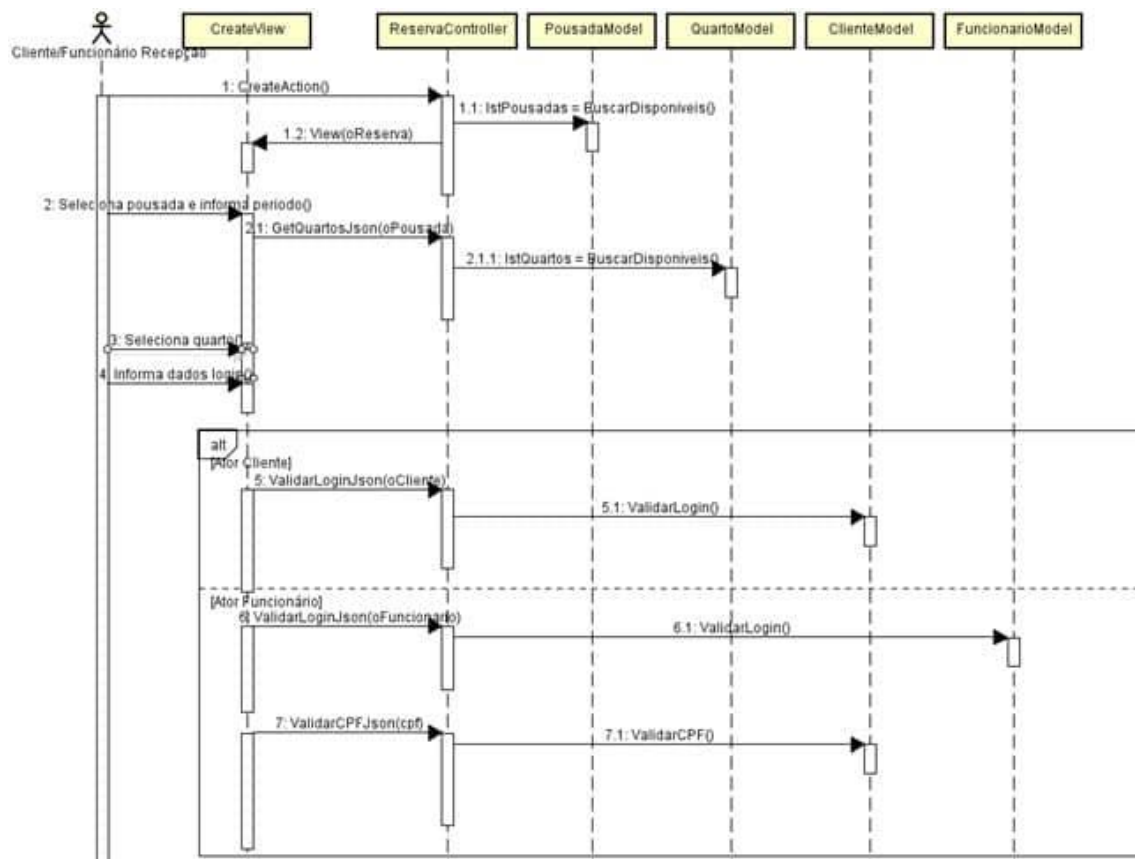 CreateView
ReservaController
PousadaModel
QuartoModel
ClienteModel
FuncionarioModel
Cliente/Funcionário Recepção
1: CreateAction()
1.1: lstPousadas = BuscarDisponiveis()
1.2: View(oReserva)
2: Seleciona pousada e informa periodo()
2.1: GetQuartosJson(oPousada)
2.1.1: lstQuartos = BuscarDisponiveis()
3: Seleciona quarto()
4: Informa dados login()
alt
[Ator Cliente]
5: ValidarLoginJson(oCliente)
5.1: ValidarLogin()
[Ator Funcionário]
6: ValidarLoginJson(oFuncionario)
6.1: ValidarLogin()
7: ValidarCPFJson(cpf)
7.1: ValidarCPF()